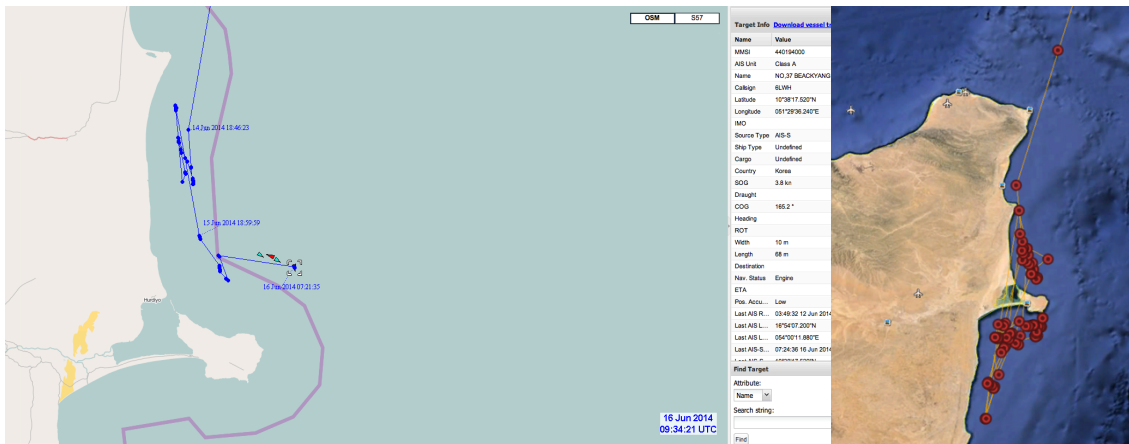 OSM S57
14 Jun 2014 18:46:23
15 Jun 2014 18:59:59
16 Jun 2014 07:21:35
Hurdiyo
16 Jun 2014
09:34:21 UTC
Target Info Download vessel
Name Value
MMSI 440194000
AIS Unit Class A
Name NO,37 BEACKYANG
Callsign 6LWH
Latitude 10°38'17.520"N
Longitude 051°29'36.240"E
IMO
Source Type AIS-S
Ship Type Undefined
Cargo Undefined
Country Korea
SOG 3.8 kn
Draught
COG 165.2 °
Heading
ROT
Width 10 m
Length 68 m
Destination
Nav. Status Engine
ETA
Pos. Accu... Low
Last AIS R... 03:49:32 12 Jun 2014
Last AIS L... 16°54'07.200"N
Last AIS L... 054°00'11.880"E
Last AIS-S... 07:24:36 16 Jun 2014
Find Target
Attribute:
Name
Search string:
Find